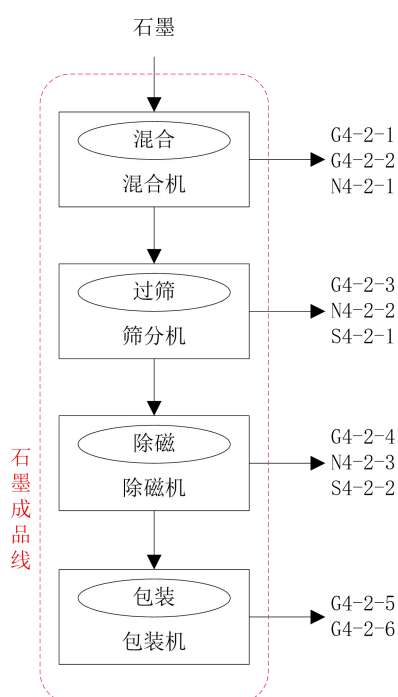 石墨
混合
混合机
G4-2-1
G4-2-2
N4-2-1
过筛
筛分机
G4-2-3
N4-2-2
S4-2-1
除磁
除磁机
G4-2-4
N4-2-3
S4-2-2
石墨成品线
包装
包装机
G4-2-5
G4-2-6